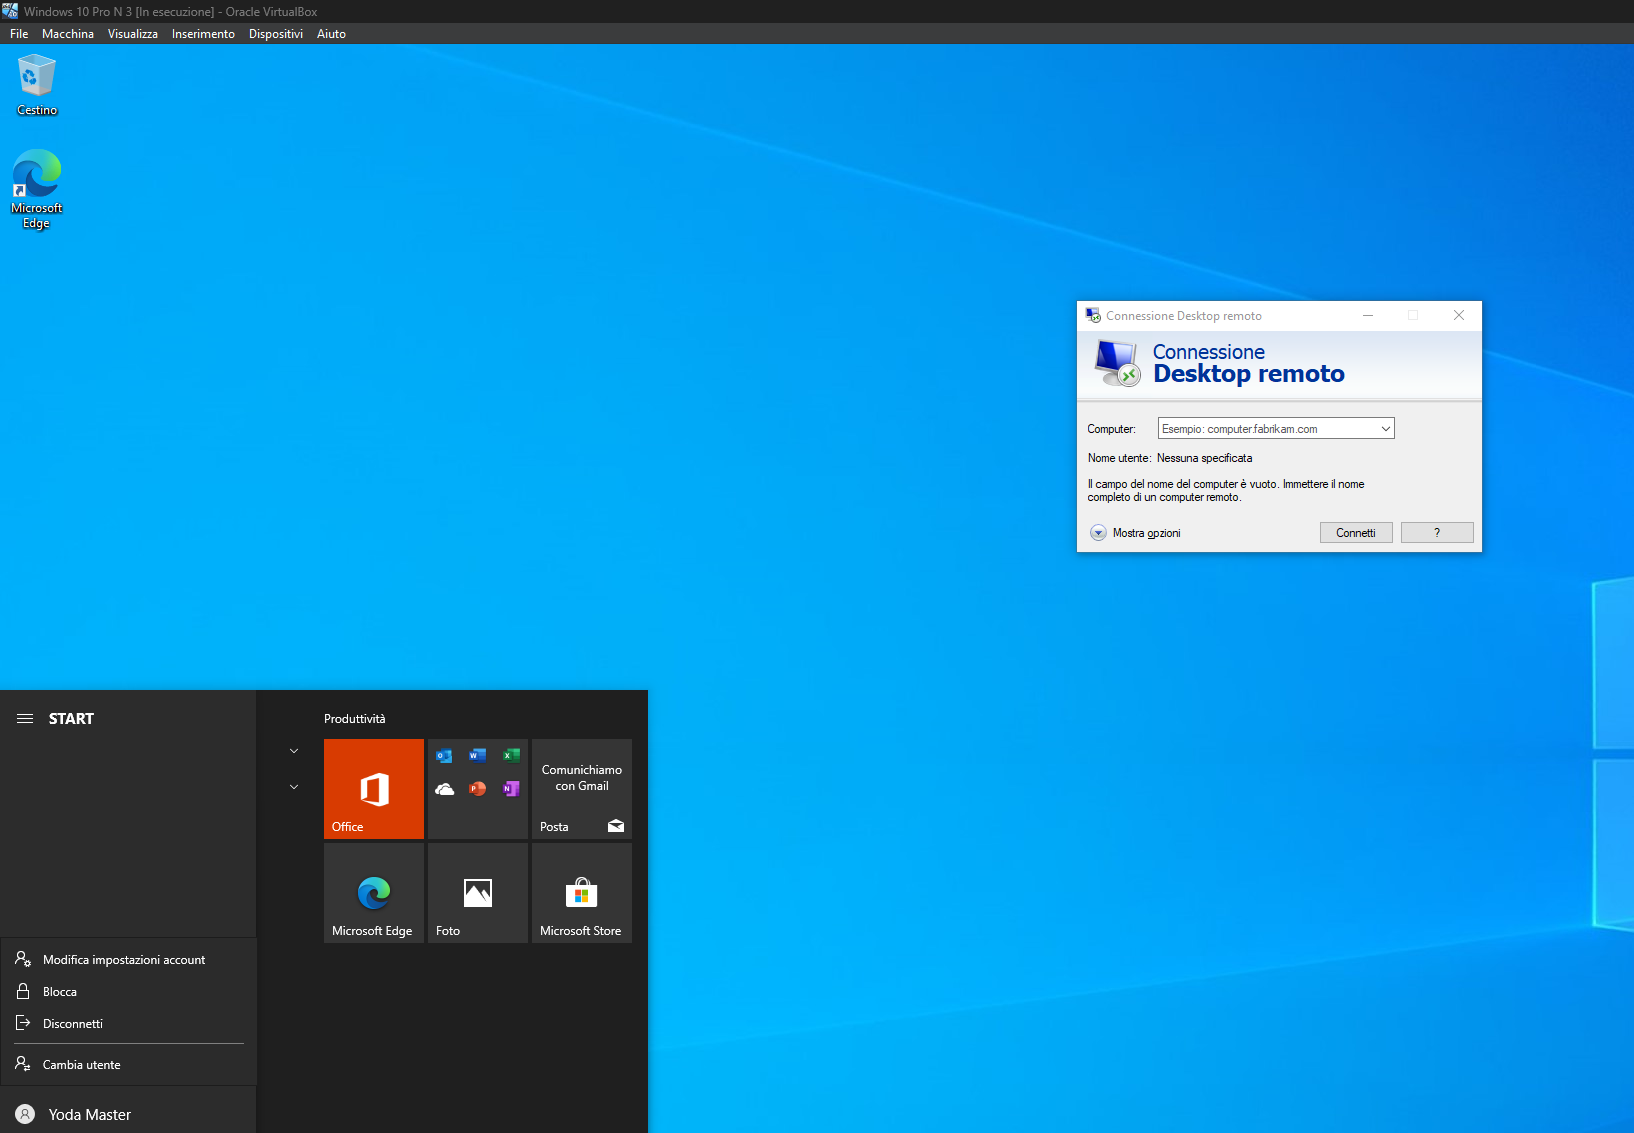 Windows 10 Pro N 3 [In esecuzione] - Oracle VirtualBox
File Macchina Visualizza Inserimento Dispositivi Aiuto
Cestino
Microsoft
Edge
Connessione Desktop remoto
Connessione
Desktop remoto
Computer: Esempio: computer.fabrikam.com
Nome utente: Nessuna specificata
Il campo del nome del computer è vuoto. Immettere il nome
completo di un computer remoto.
Mostra opzioni Connetti ?
START
Produttività
Office
Comunichiamo
con Gmail
Posta
Microsoft Edge
Foto
Microsoft Store
Modifica impostazioni account
Blocca
Disconnetti
Cambia utente
Yoda Master